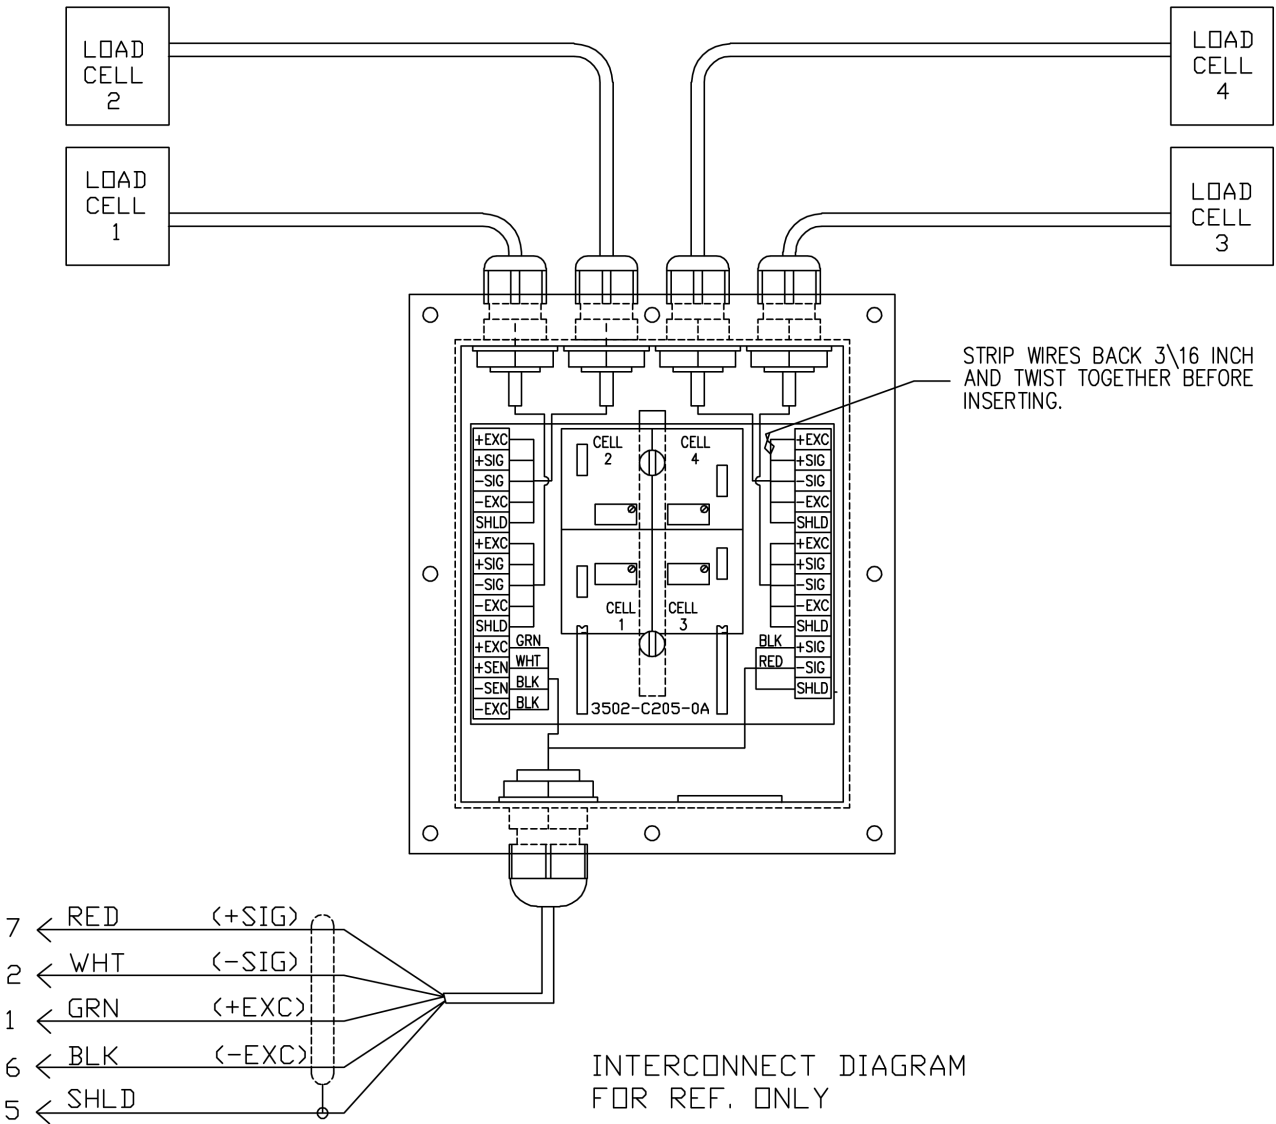 LOAD
CELL
2
LOAD
CELL
4
LOAD
CELL
1
LOAD
CELL
3
STRIP WIRES BACK 3\16 INCH
AND TWIST TOGETHER BEFORE
INSERTING.
+EXC
+SIG
-SIG
-EXC
SHLD
+EXC
+SIG
-SIG
-EXC
SHLD
+EXC GRN
+SEN WHT
-SEN BLK
-EXC BLK
CELL
2
CELL
4
CELL
1
CELL
3
3502-C205-0A
+EXC
+SIG
-SIG
-EXC
SHLD
+EXC
+SIG
-SIG
-EXC
SHLD
BLK +SIG
RED -SIG
SHLD
7 RED (+SIG)
2 WHT (-SIG)
1 GRN (+EXC)
6 BLK (-EXC)
5 SHLD
INTERCONNECT DIAGRAM
FOR REF. ONLY